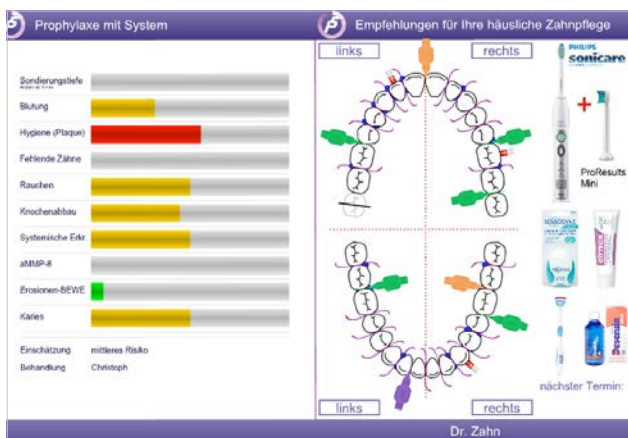 Prophylaxe mit System
Sondierungstiefe
Blutung
Hygiene (Plaque)
Fehlende Zähne
Rauchen
Knochenabbau
Systemische Erkr.
aMMP-8
Erosionen-BEWE
Karies
Einschätzung mittleres Risiko
Behandlung Christoph
Empfehlungen für Ihre häusliche Zahnpflege
links rechts
PHILIPS
sonicare
+
ProResults
Mini
elmex
nächster Termin:
links rechts
Dr. Zahn